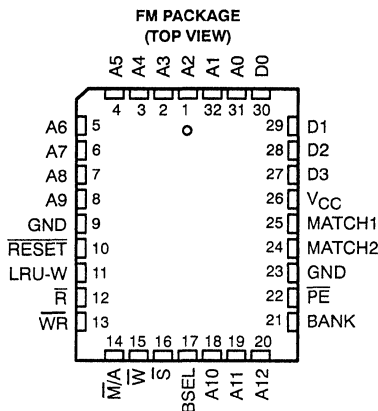 FM PACKAGE
(TOP VIEW)
A5 A4 A3 A2 A1 A0 D0
4 3 2 1 32 31 30
A6 5 29 D1
A7 6 28 D2
A8 7 27 D3
A9 8 26 VCC
GND 9 25 MATCH1
RESET 10 24 MATCH2
LRU-W 11 23 GND
R 12 22 PE
WR 13 21 BANK
14 15 16 17 18 19 20
M/A W S BSEL A10 A11 A12